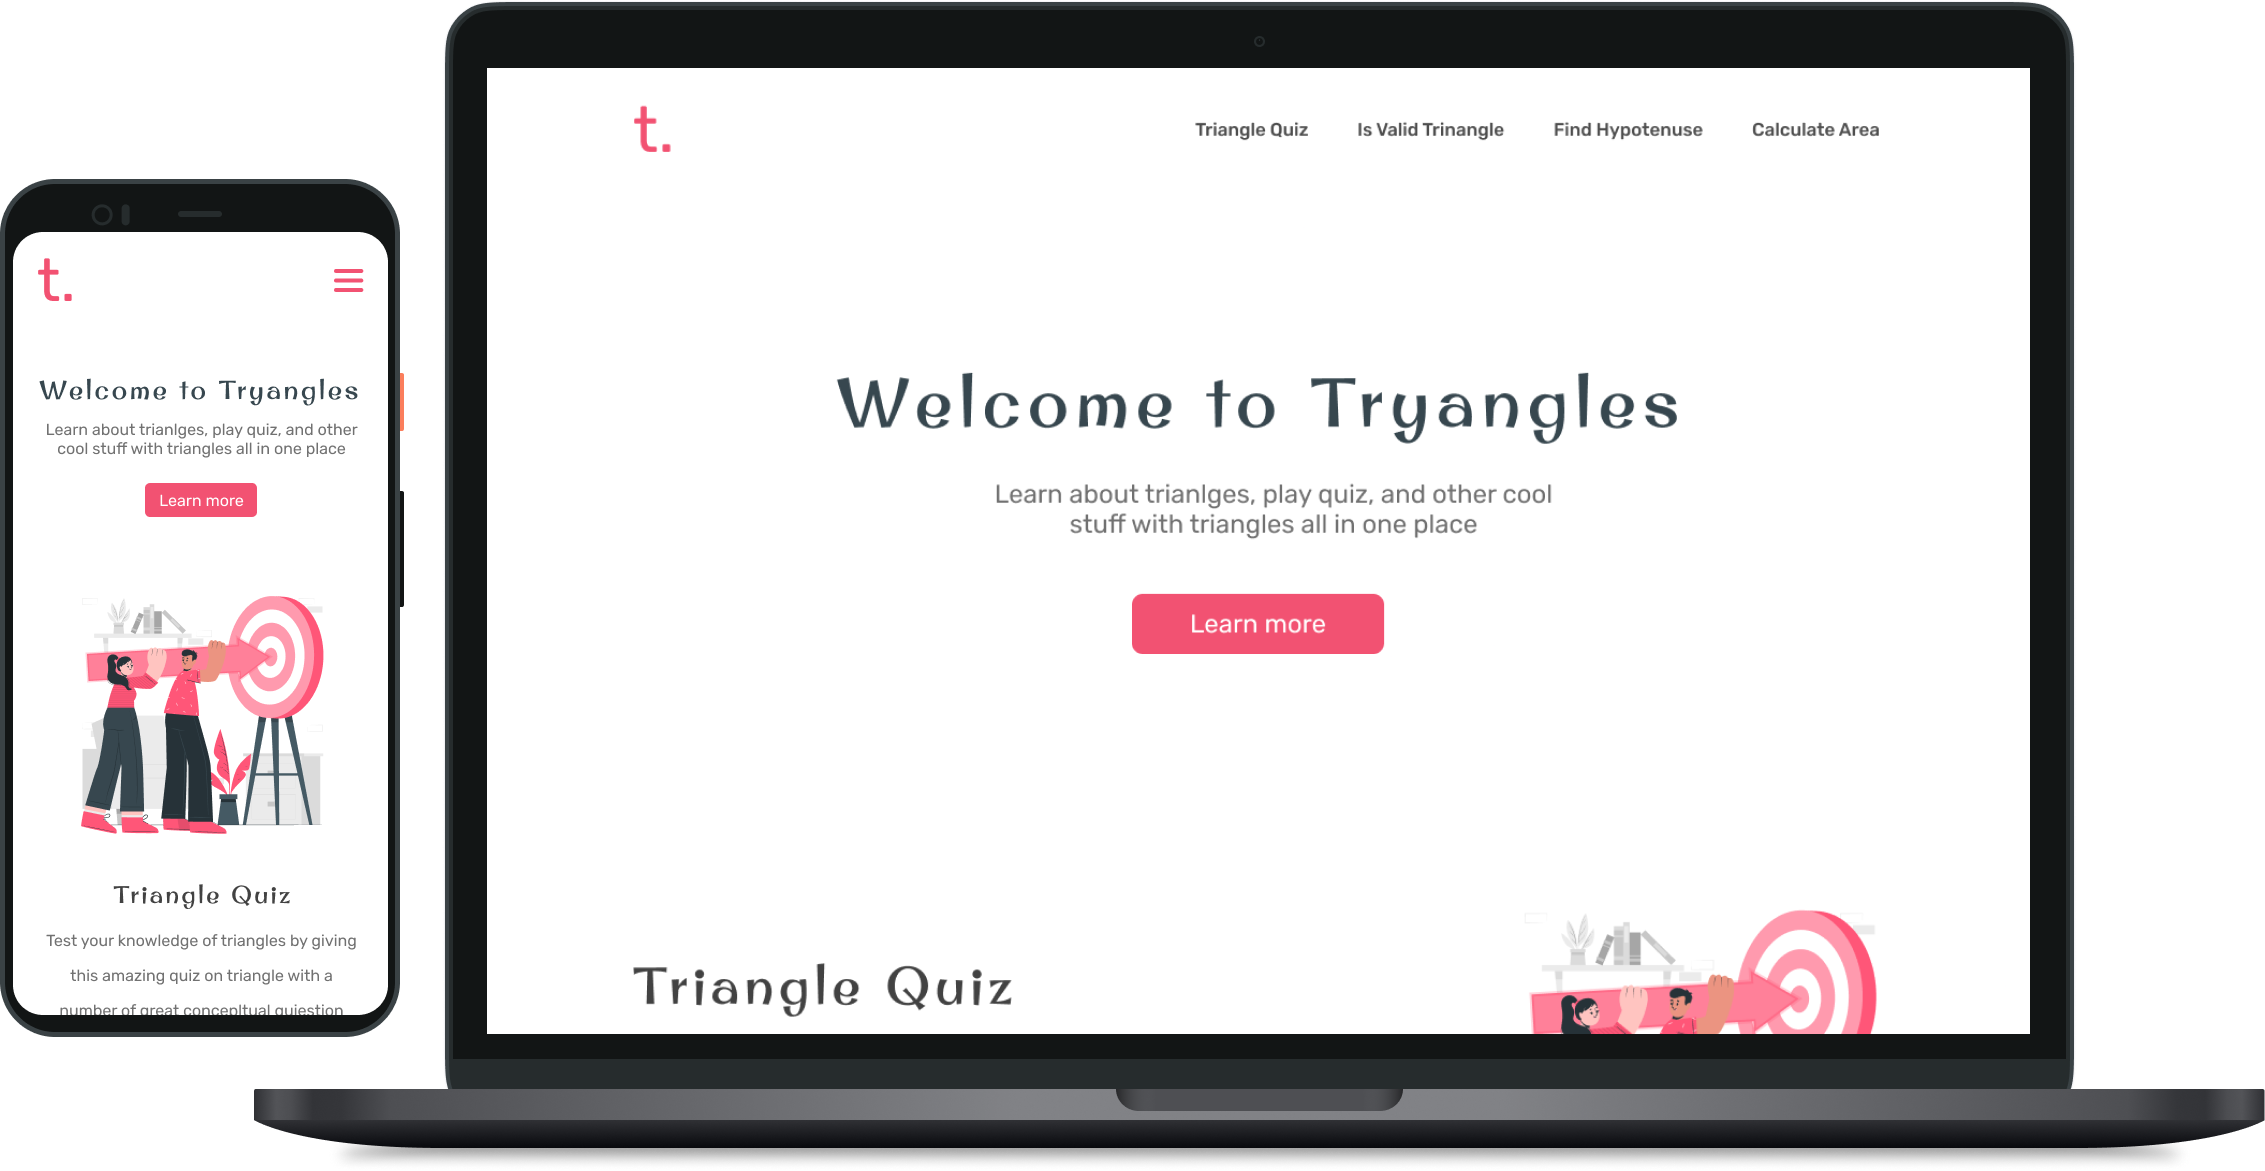 t.
Welcome to Tryangles
Learn about trianlges, play quiz, and other
cool stuff with triangles all in one place
Learn more
Triangle Quiz
Test your knowledge of triangles by giving
this amazing quiz on triangle with a
number of great concepltual quiestion
t.
Triangle Quiz Is Valid Trinangle Find Hypotenuse Calculate Area
Welcome to Tryangles
Learn about trianlges, play quiz, and other cool
stuff with triangles all in one place
Learn more
Triangle Quiz